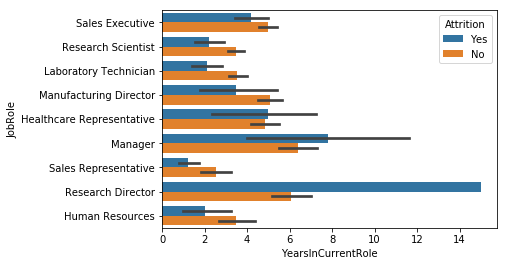 Sales Executive
Research Scientist
Laboratory Technician
Manufacturing Director
Healthcare Representative
Manager
Sales Representative
Research Director
Human Resources
JobRole
Attrition
Yes
No
0 2 4 6 8 10 12 14
YearsInCurrentRole